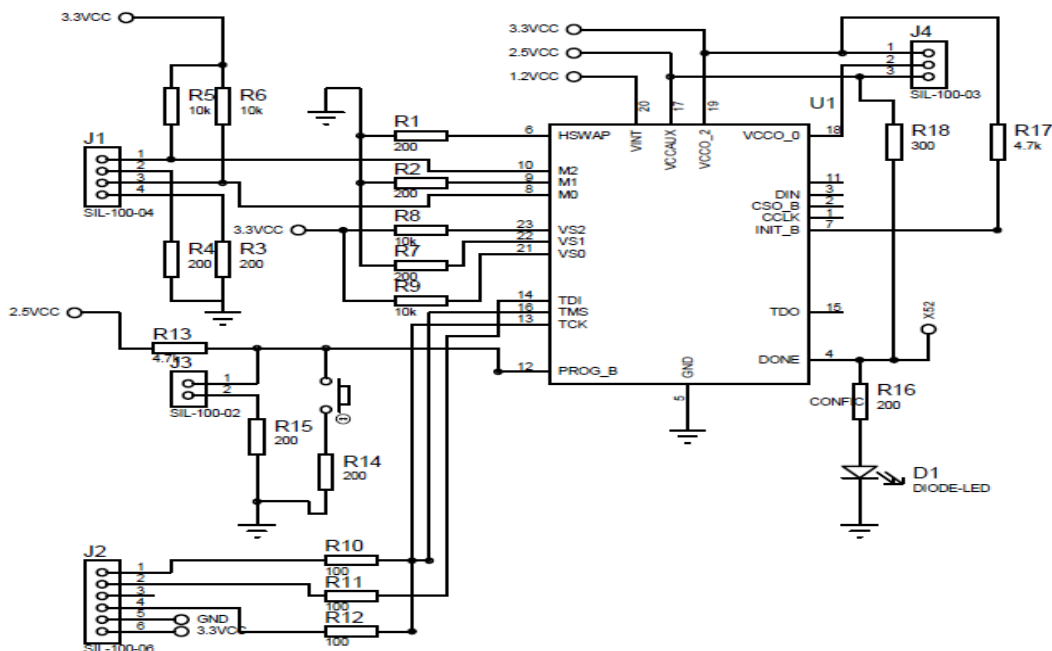 3.3VCC
R5
10k
R6
10k
J1
1
2
3
4
SIL-100-04
R4
200
R3
200
3.3VCC
2.5VCC
R13
4.7k
J3
1
2
SIL-100-02
R15
200
R14
200
R1
200
R2
200
R8
10k
R7
200
R9
10k
J2
1
2
3
4
5
6
GND
3.3VCC
SIL-100-06
R10
100
R11
100
R12
100
3.3VCC
2.5VCC
1.2VCC
20
17
19
U1
6
HSWAP
VINT
VCCAUX
VCCO_2
VCCO_0
18
10
M2
9
M1
8
M0
23
VS2
22
VS1
21
VS0
14
TDI
16
TMS
13
TCK
12
PROG_B
GND
5
11
DIN
3
CSO_B
2
CCLK
1
INIT_B
7
TDO
15
DONE
4
J4
1
2
3
SIL-100-03
R18
300
R17
4.7k
X52
CONFIC
R16
200
D1
DIODE-LED